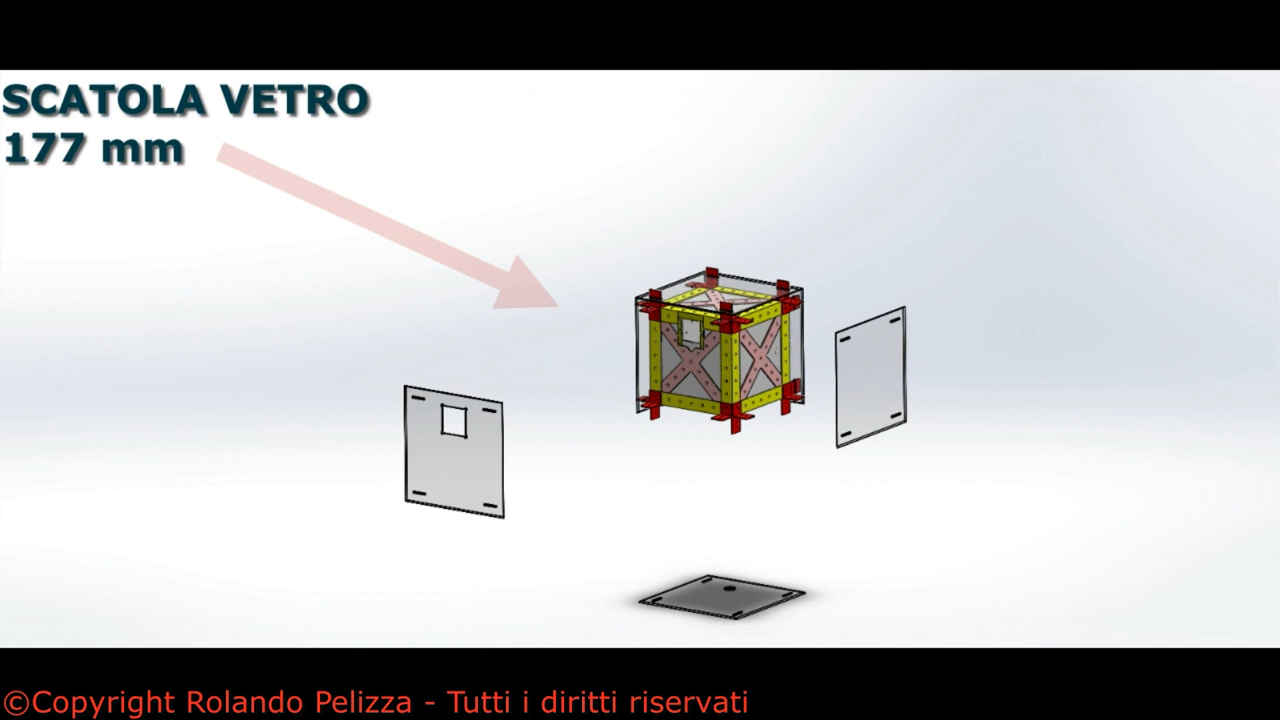 SCATOLA VETRO
177 mm
©Copyright Rolando Pelizza - Tutti i diritti riservati